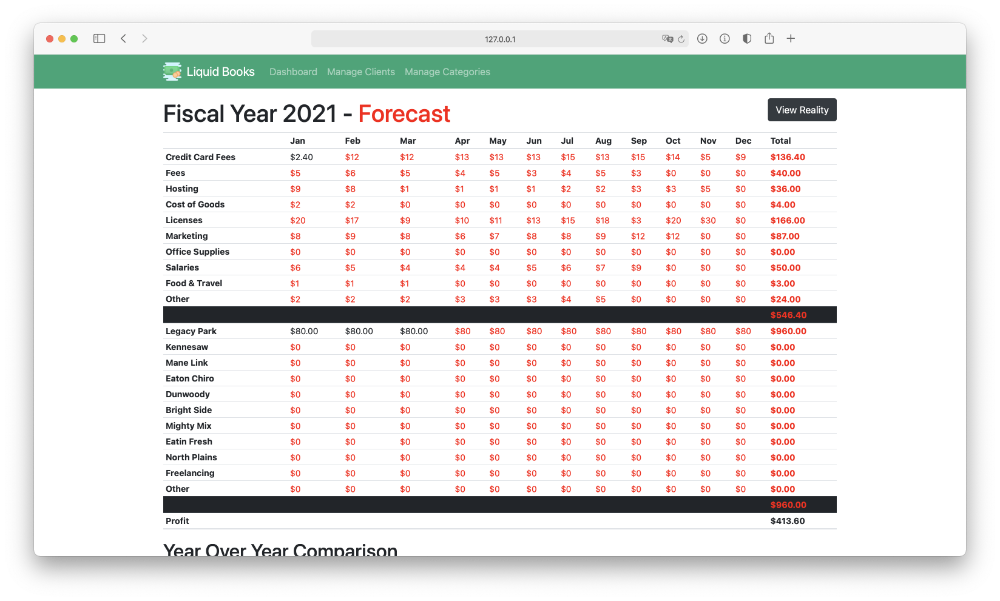 127.0.0.1
Liquid Books Dashboard Manage Clients Manage Categories
Fiscal Year 2021 - Forecast View Reality
Jan Feb Mar Apr May Jun Jul Aug Sep Oct Nov Dec Total
Credit Card Fees $2.40 $12 $12 $13 $13 $13 $15 $13 $15 $14 $5 $9 $136.40
Fees $5 $6 $5 $4 $5 $3 $4 $5 $3 $0 $0 $0 $40.00
Hosting $9 $8 $1 $1 $1 $1 $2 $2 $3 $3 $5 $0 $36.00
Cost of Goods $2 $2 $0 $0 $0 $0 $0 $0 $0 $0 $0 $0 $4.00
Licenses $20 $17 $9 $10 $11 $13 $15 $18 $3 $20 $30 $0 $166.00
Marketing $8 $9 $8 $6 $7 $8 $8 $9 $12 $12 $0 $0 $87.00
Office Supplies $0 $0 $0 $0 $0 $0 $0 $0 $0 $0 $0 $0 $0.00
Salaries $6 $5 $4 $4 $4 $5 $6 $7 $9 $0 $0 $0 $50.00
Food & Travel $1 $1 $1 $0 $0 $0 $0 $0 $0 $0 $0 $0 $3.00
Other $2 $2 $2 $3 $3 $3 $4 $5 $0 $0 $0 $0 $24.00
$546.40
Legacy Park $80.00 $80.00 $80.00 $80 $80 $80 $80 $80 $80 $80 $80 $80 $960.00
Kennesaw $0 $0 $0 $0 $0 $0 $0 $0 $0 $0 $0 $0 $0.00
Mane Link $0 $0 $0 $0 $0 $0 $0 $0 $0 $0 $0 $0 $0.00
Eaton Chiro $0 $0 $0 $0 $0 $0 $0 $0 $0 $0 $0 $0 $0.00
Dunwoody $0 $0 $0 $0 $0 $0 $0 $0 $0 $0 $0 $0 $0.00
Bright Side $0 $0 $0 $0 $0 $0 $0 $0 $0 $0 $0 $0 $0.00
Mighty Mix $0 $0 $0 $0 $0 $0 $0 $0 $0 $0 $0 $0 $0.00
Eatin Fresh $0 $0 $0 $0 $0 $0 $0 $0 $0 $0 $0 $0 $0.00
North Plains $0 $0 $0 $0 $0 $0 $0 $0 $0 $0 $0 $0 $0.00
Freelancing $0 $0 $0 $0 $0 $0 $0 $0 $0 $0 $0 $0 $0.00
Other $0 $0 $0 $0 $0 $0 $0 $0 $0 $0 $0 $0 $0.00
$960.00
Profit $413.60
Year Over Year Comparison